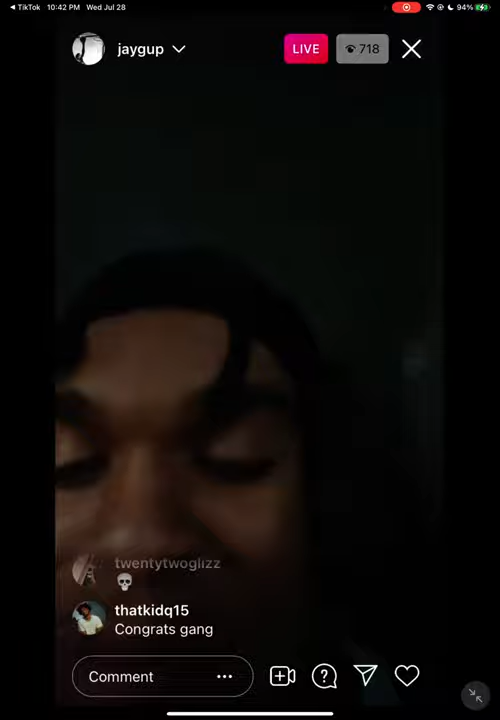 TikTok 10:42 PM Wed Jul 28 94%
jaygup LIVE 718
twentytwoglizz
thatkidq15
Congrats gang
Comment